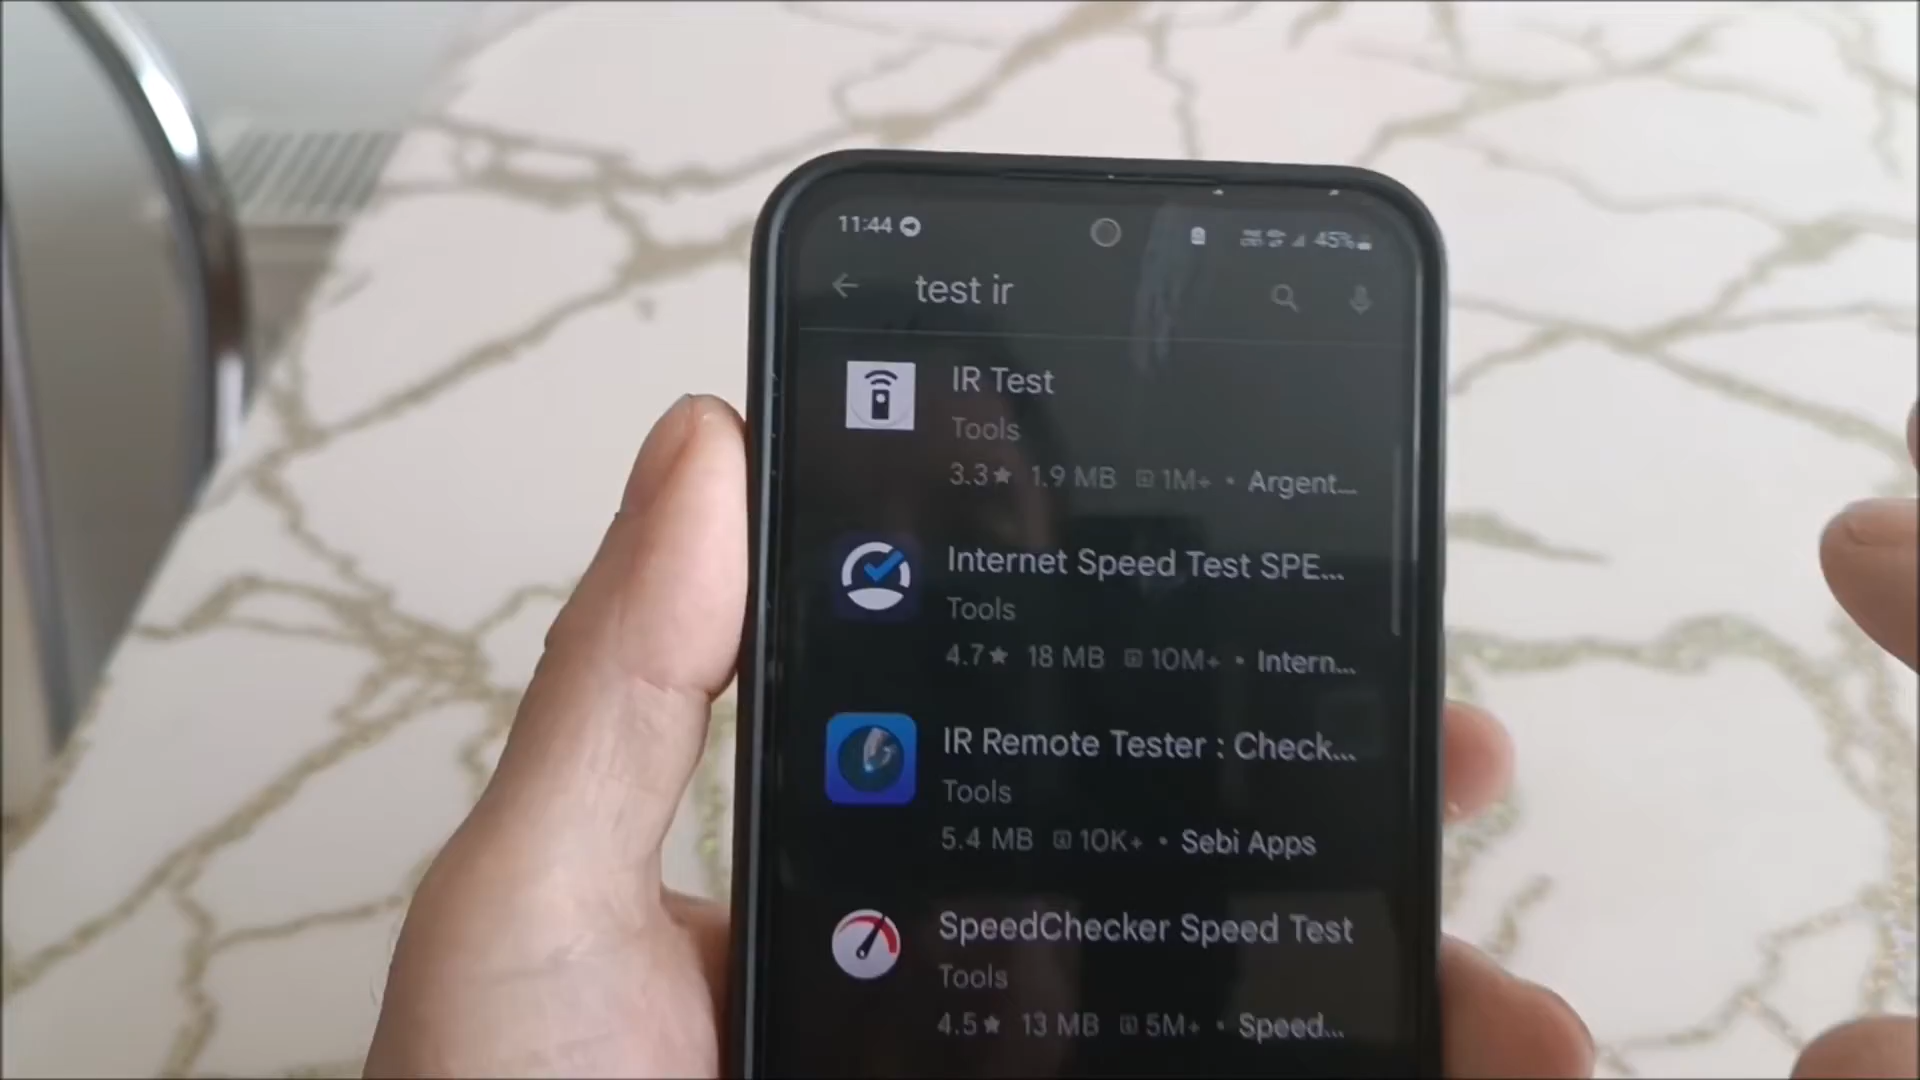 11:44
45%
test ir
IR Test
Tools
3.3★ 1.9 MB 1M+ • Argent...
Internet Speed Test SPE...
Tools
4.7★ 18 MB 10M+ • Intern...
IR Remote Tester : Check...
Tools
5.4 MB 10K+ • Sebi Apps
SpeedChecker Speed Test
Tools
4.5★ 13 MB 5M+ • Speed...